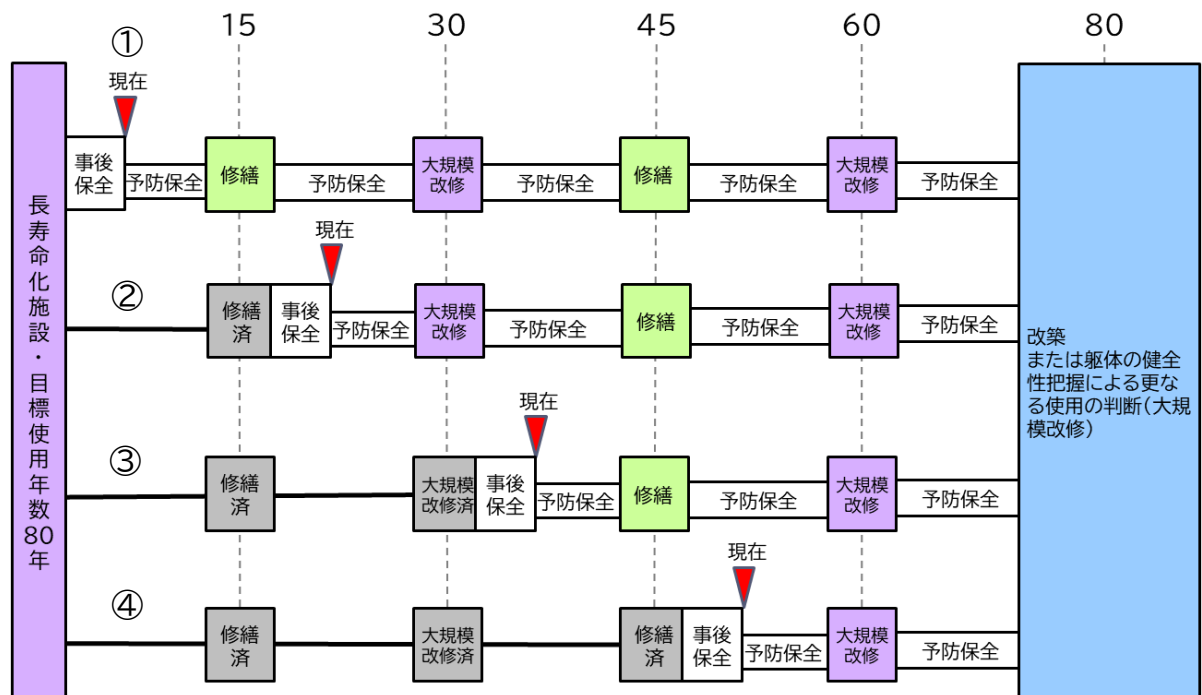 15
30
45
60
80
長寿命化施設・目標使用年数80年
①
現在
事後
保全
予防保全
修繕
予防保全
大規模
改修
予防保全
修繕
予防保全
大規模
改修
予防保全
②
現在
修繕
済
事後
保全
予防保全
大規模
改修
予防保全
修繕
予防保全
大規模
改修
予防保全
③
現在
修繕
済
大規模
改修済
事後
保全
予防保全
修繕
予防保全
大規模
改修
予防保全
④
現在
修繕
済
大規模
改修済
修繕
済
事後
保全
予防保全
大規模
改修
予防保全
改築
または躯体の健全
性把握による更な
る使用の判断(大規
模改修)